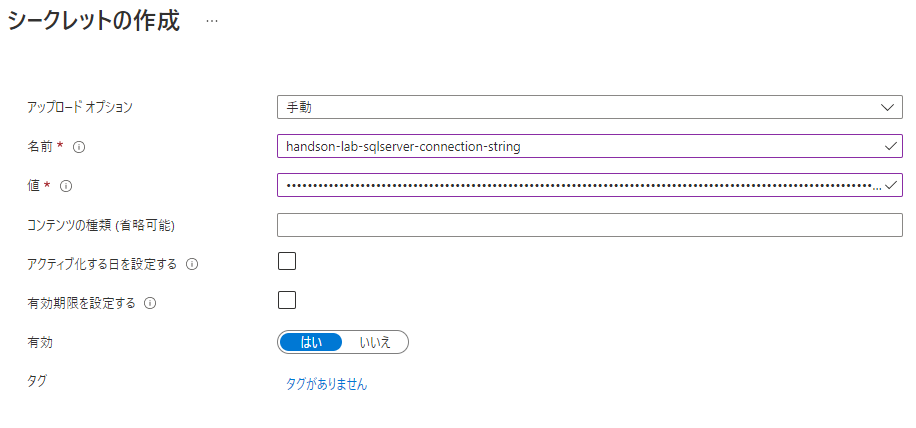 シークレットの作成 ...
アップロード オプション 手動
名前 * handson-lab-sqlserver-connection-string
値 * ••••••••••••••••••••••••••••••••••••••••••••••••••••••••••••••••••••••••••••••••••••••••••••••••••••••••••••••••...
コンテンツの種類 (省略可能)
アクティブ化する日を設定する
有効期限を設定する
有効 はい いいえ
タグ タグがありません